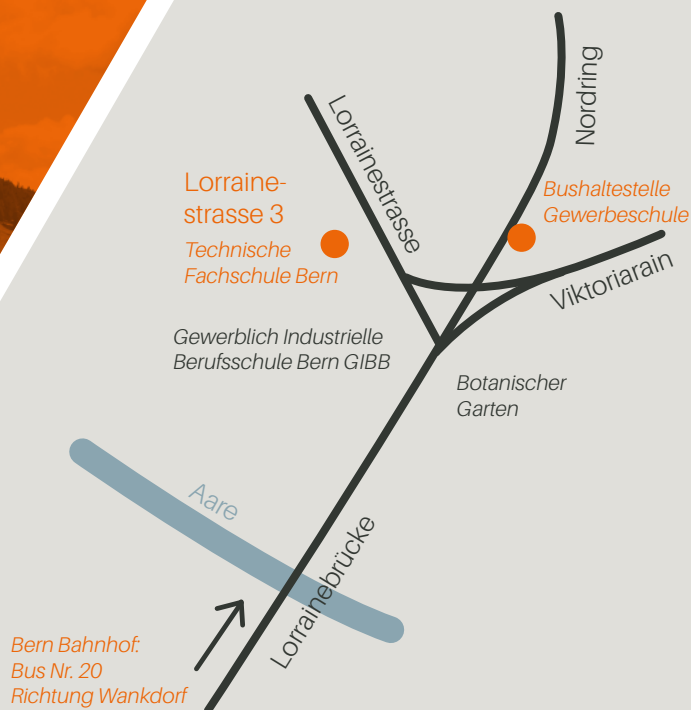 Nordring
Lorrainestrasse
Lorraine-
strasse 3
Technische
Fachschule Bern
Bushaltestelle
Gewerbeschule
Viktoriarain
Gewerblich Industrielle
Berufsschule Bern GIBB
Botanischer
Garten
Aare
Lorrainebrücke
Bern Bahnhof:
Bus Nr. 20
Richtung Wankdorf